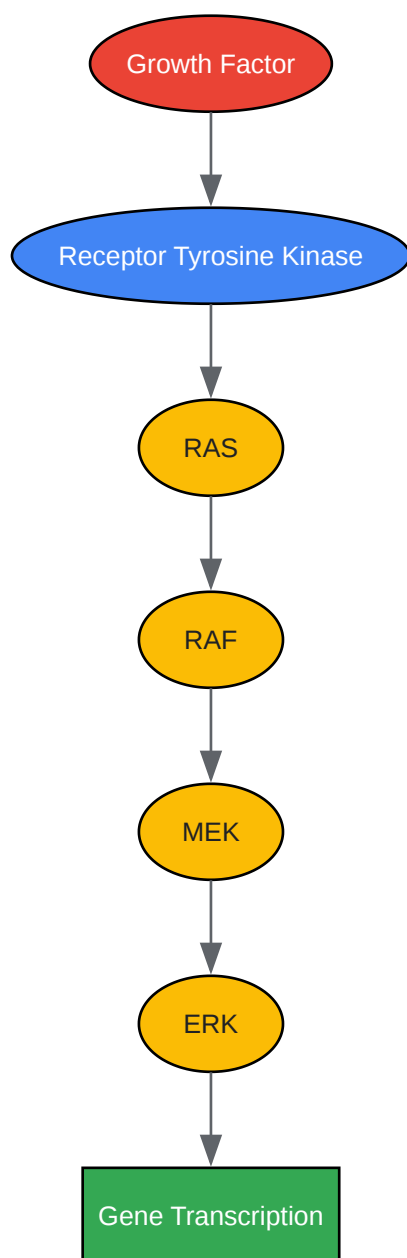 Growth Factor
Receptor Tyrosine Kinase
RAS
RAF
MEK
ERK
Gene Transcription